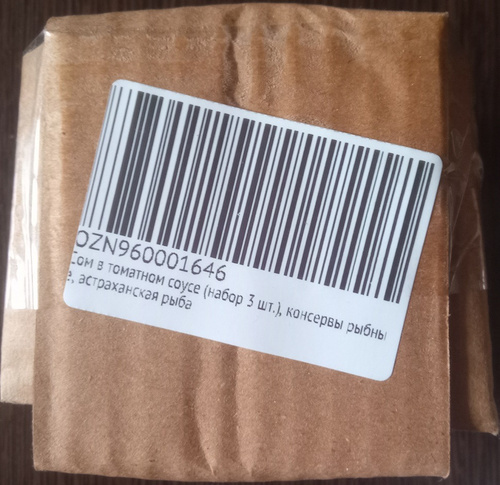 OZN960001646
Сом в томатном соусе (набор 3 шт.), консервы рыбны
е, астраханская рыба